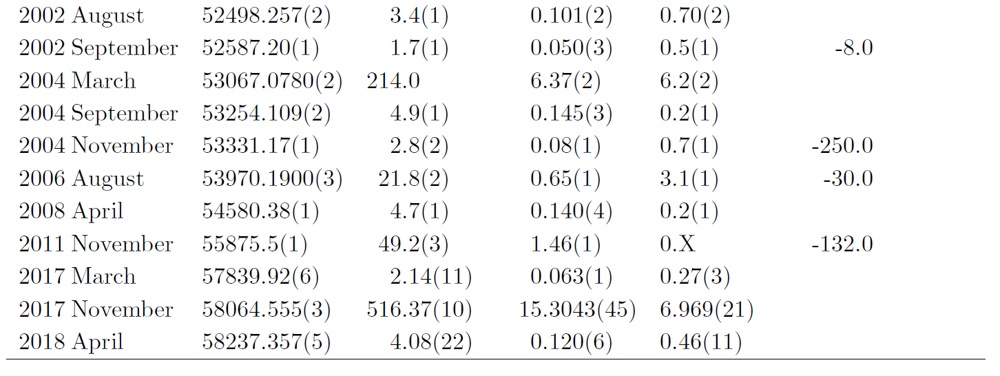 2002 August 52498.257(2) 3.4(1) 0.101(2) 0.70(2)
2002 September 52587.20(1) 1.7(1) 0.050(3) 0.5(1) -8.0
2004 March 53067.0780(2) 214.0 6.37(2) 6.2(2)
2004 September 53254.109(2) 4.9(1) 0.145(3) 0.2(1)
2004 November 53331.17(1) 2.8(2) 0.08(1) 0.7(1) -250.0
2006 August 53970.1900(3) 21.8(2) 0.65(1) 3.1(1) -30.0
2008 April 54580.38(1) 4.7(1) 0.140(4) 0.2(1)
2011 November 55875.5(1) 49.2(3) 1.46(1) 0.X -132.0
2017 March 57839.92(6) 2.14(11) 0.063(1) 0.27(3)
2017 November 58064.555(3) 516.37(10) 15.3043(45) 6.969(21)
2018 April 58237.357(5) 4.08(22) 0.120(6) 0.46(11)